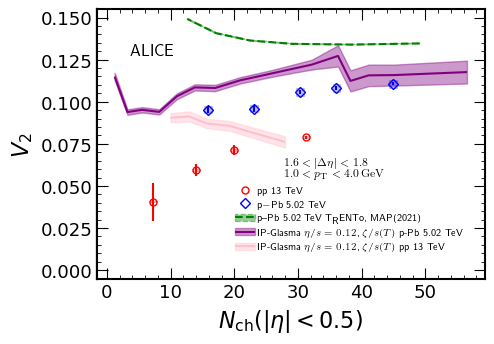 0.150
0.125
0.100
0.075
0.050
0.025
0.000
V₂
ALICE
1.6 < |Δη| < 1.8
1.0 < p_T < 4.0 GeV
pp 13 TeV
p−Pb 5.02 TeV
p–Pb 5.02 TeV TRENTo, MAP(2021)
IP-Glasma η/s = 0.12, ζ/s(T) p-Pb 5.02 TeV
IP-Glasma η/s = 0.12, ζ/s(T) pp 13 TeV
0 10 20 30 40 50
N_ch(|η| < 0.5)